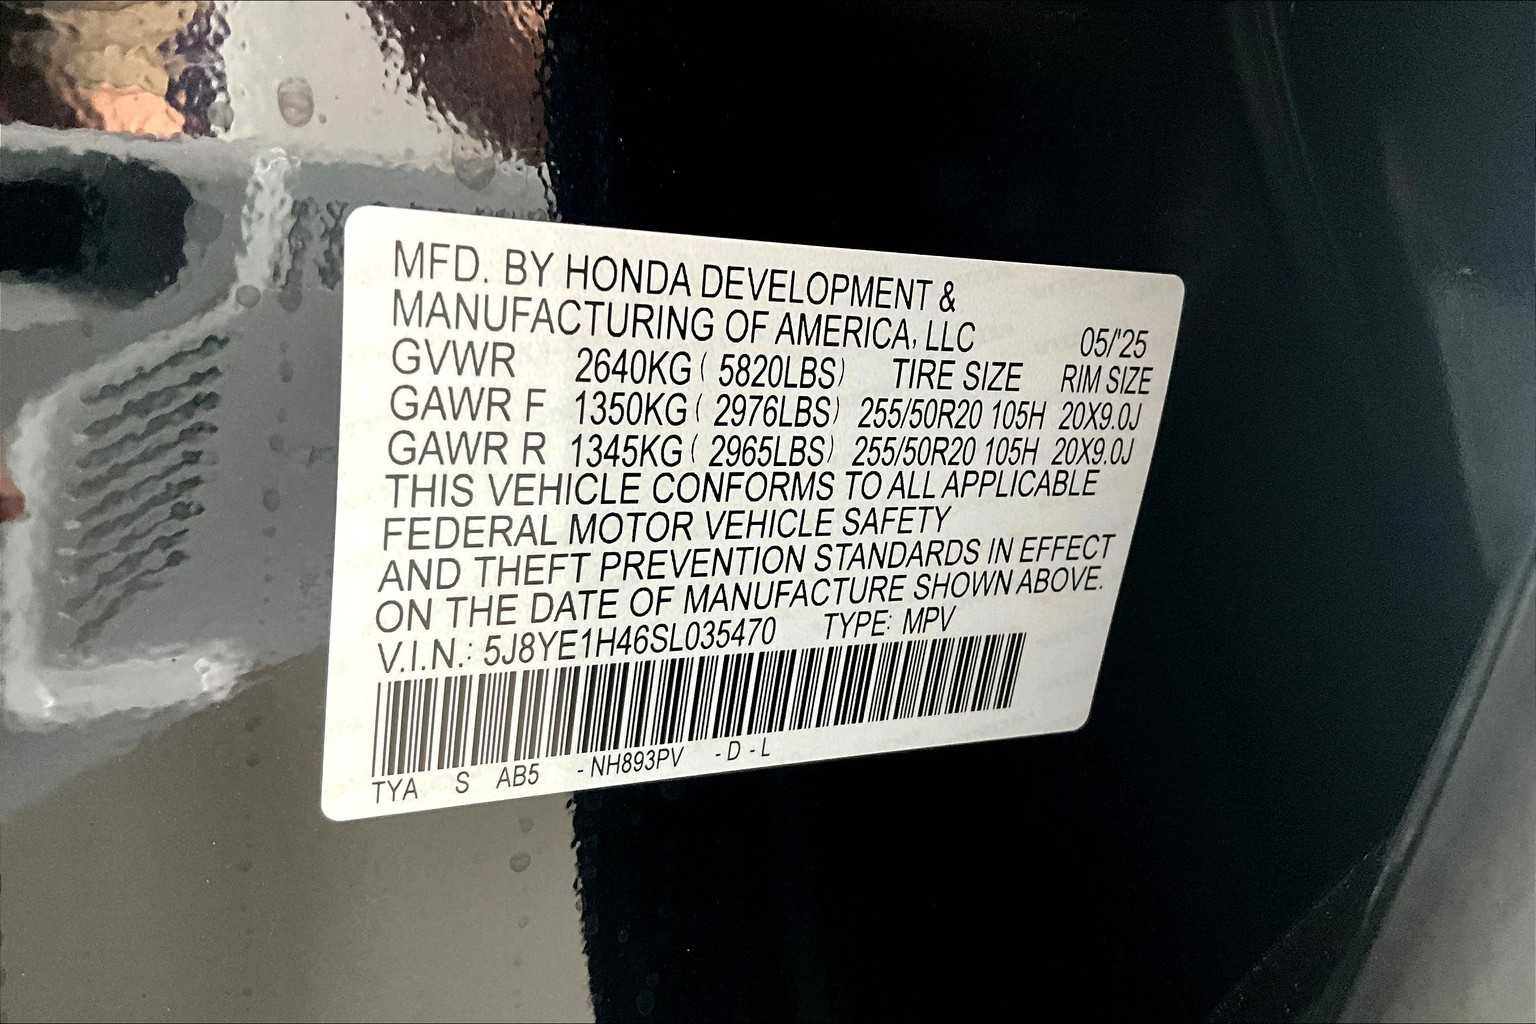 MFD. BY HONDA DEVELOPMENT &
MANUFACTURING OF AMERICA, LLC 05/'25
GVWR 2640KG ( 5820LBS) TIRE SIZE RIM SIZE
GAWR F 1350KG ( 2976LBS) 255/50R20 105H 20X9.0J
GAWR R 1345KG ( 2965LBS) 255/50R20 105H 20X9.0J
THIS VEHICLE CONFORMS TO ALL APPLICABLE
FEDERAL MOTOR VEHICLE SAFETY
AND THEFT PREVENTION STANDARDS IN EFFECT
ON THE DATE OF MANUFACTURE SHOWN ABOVE.
V.I.N.: 5J8YE1H46SL035470 TYPE: MPV
TYA S AB5 - NH893PV - D - L